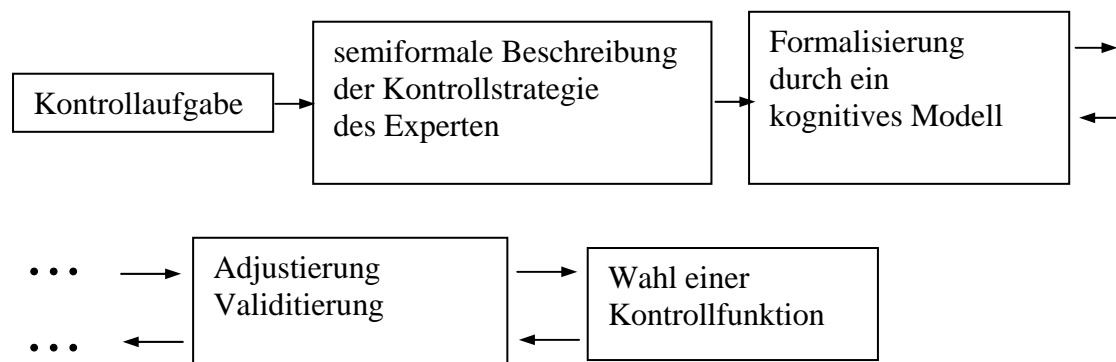 Kontrollaufgabe
semiformale Beschreibung
der Kontrollstrategie
des Experten
Formalisierung
durch ein
kognitives Modell
...
...
Adjustierung
Validitierung
Wahl einer
Kontrollfunktion